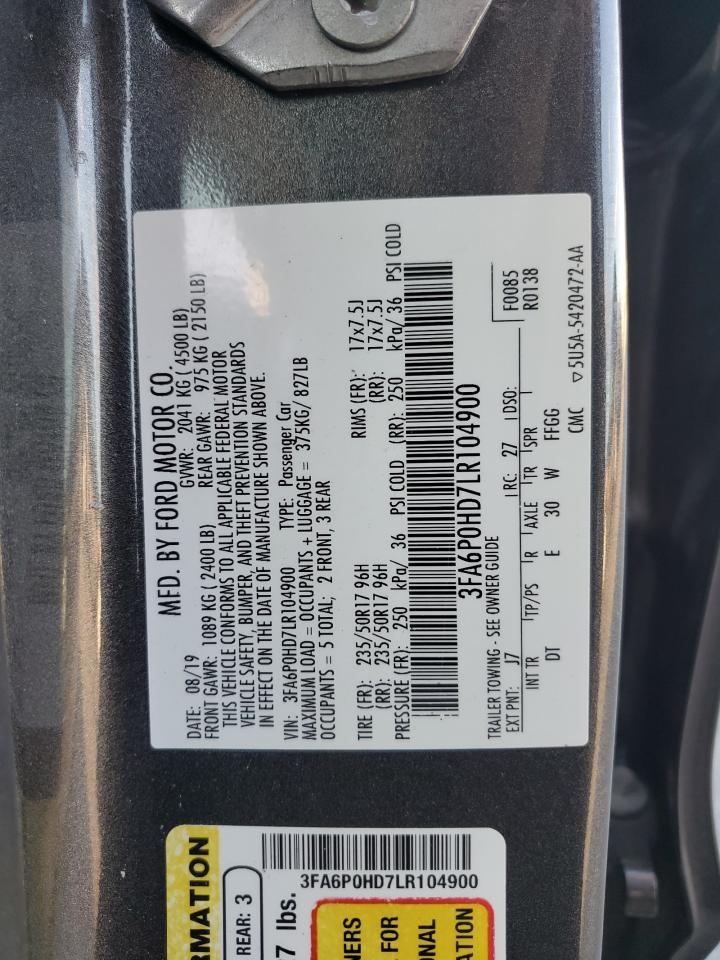 MFD. BY FORD MOTOR CO.
DATE: 08/19 GVWR: 2041 KG ( 4500 LB)
FRONT GAWR: 1089 KG ( 2400 LB) REAR GAWR: 975 KG ( 2150 LB)
THIS VEHICLE CONFORMS TO ALL APPLICABLE FEDERAL MOTOR
VEHICLE SAFETY, BUMPER, AND THEFT PREVENTION STANDARDS
IN EFFECT ON THE DATE OF MANUFACTURE SHOWN ABOVE.
VIN: 3FA6P0HD7LR104900 TYPE: Passenger Car
MAXIMUM LOAD = OCCUPANTS + LUGGAGE = 375KG/ 827LB
OCCUPANTS = 5 TOTAL; 2 FRONT, 3 REAR
TIRE (FR): 235/50R17 96H RIMS (FR): 17x7.5J
(RR): 235/50R17 96H (RR): 17x7.5J
PRESSURE (FR): 250 kPa/ 36 PSI COLD (RR): 250 kPa/ 36 PSI COLD
3FA6P0HD7LR104900
TRAILER TOWING - SEE OWNER GUIDE
EXT PNT: J7 RC: 27 DSO: F0085
R0138
INT TR TP/PS R AXLE TR SPR
DT E 30 W FFGG
CMC ▽5U5A-5420472-AA
3FA6P0HD7LR104900
RMATION
REAR: 3
7 lbs.
NERS
FOR
ONAL
ATION